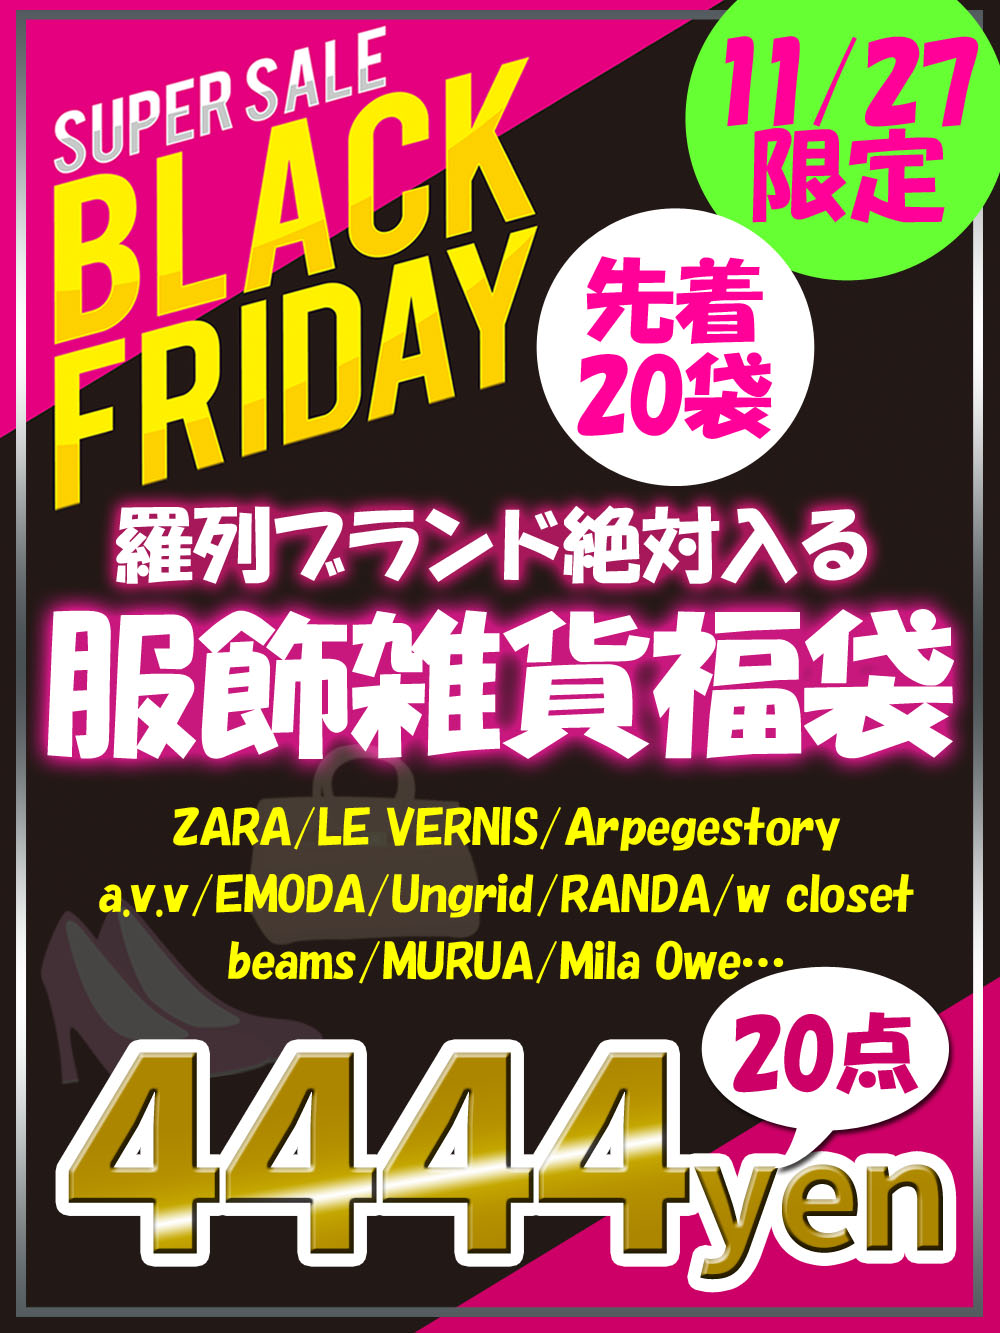 SUPER SALE
BLACK
FRIDAY
11/27
限定
先着
20袋
羅列ブランド絶対入る
服飾雑貨福袋
ZARA/LE VERNIS/Arpegestory
a.v.v/EMODA/Ungrid/RANDA/w closet
beams/MURUA/Mila Owe…
20点
4444yen